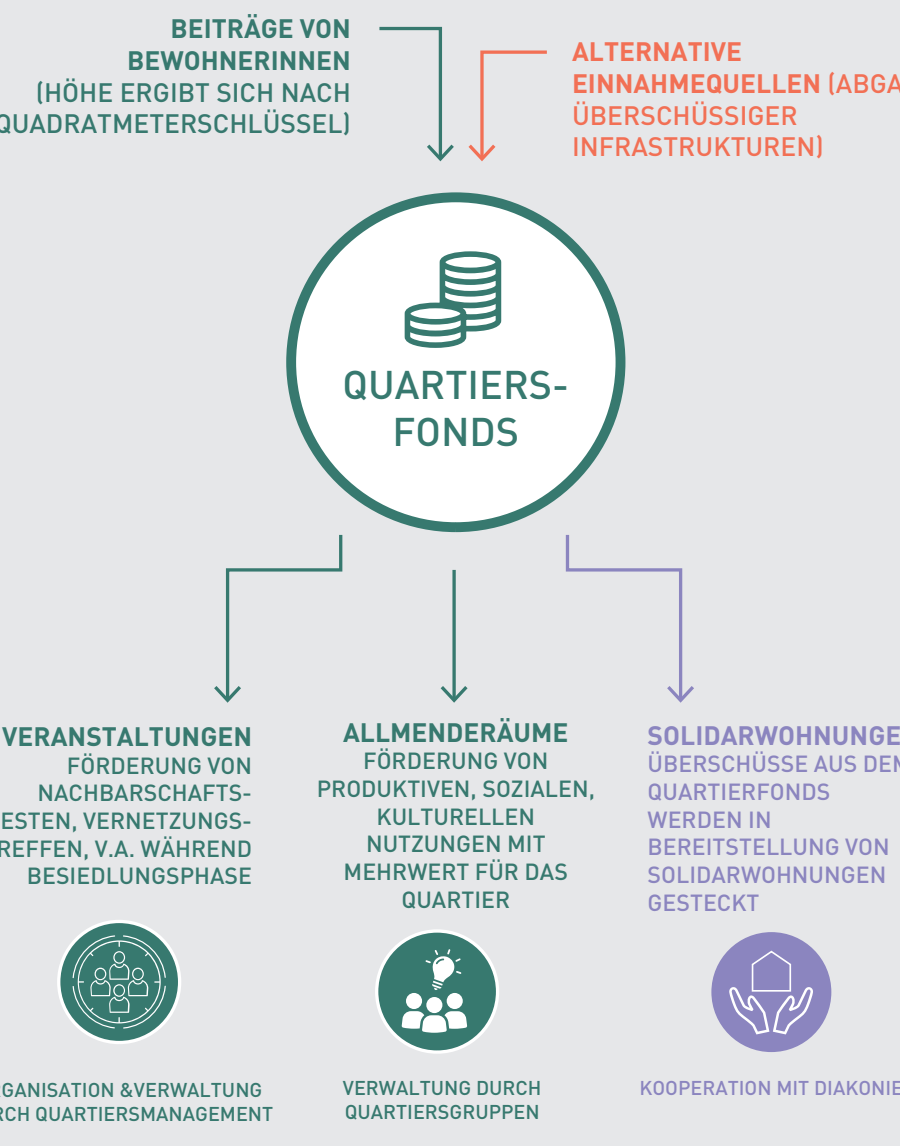 BEITRÄGE VON
BEWOHNERINNEN
(HÖHE ERGIBT SICH NACH
QUADRATMETERSCHLÜSSEL)
ALTERNATIVE
EINNAHMEQUELLEN (ABGA
ÜBERSCHÜSSIGER
INFRASTRUKTUREN)
QUARTIERS-
FONDS
VERANSTALTUNGEN
FÖRDERUNG VON
NACHBARSCHAFTS-
ESTEN, VERNETZUNGS-
REFFEN, V.A. WÄHREND
BESIEDLUNGSPHASE
ORGANISATION &VERWALTUNG
RCH QUARTIERSMANAGEMENT
ALLMENDERÄUME
FÖRDERUNG VON
PRODUKTIVEN, SOZIALEN,
KULTURELLEN
NUTZUNGEN MIT
MEHRWERT FÜR DAS
QUARTIER
VERWALTUNG DURCH
QUARTIERSGRUPPEN
SOLIDARWOHNUNGE
ÜBERSCHÜSSE AUS DEM
QUARTIERFONDS
WERDEN IN
BEREITSTELLUNG VON
SOLIDARWOHNUNGEN
GESTECKT
KOOPERATION MIT DIAKONIE